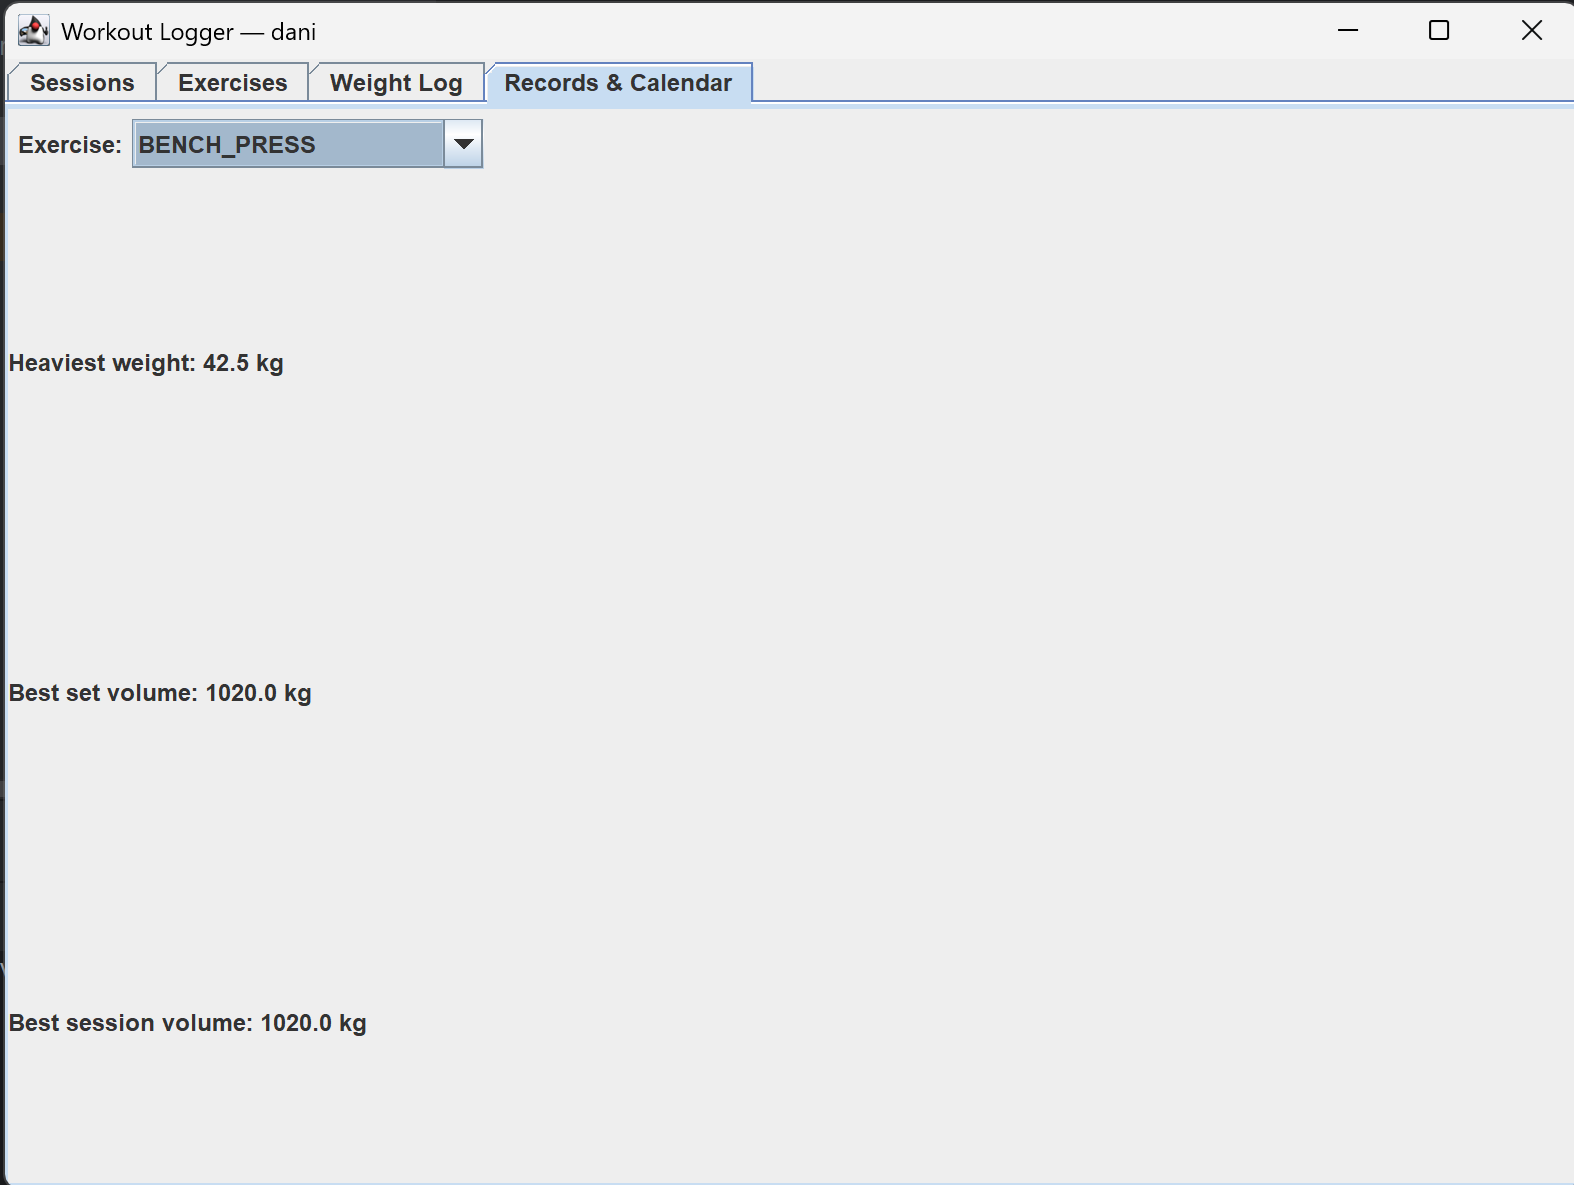 Workout Logger — dani
Sessions Exercises Weight Log Records & Calendar
Exercise: BENCH_PRESS
Heaviest weight: 42.5 kg
Best set volume: 1020.0 kg
Best session volume: 1020.0 kg